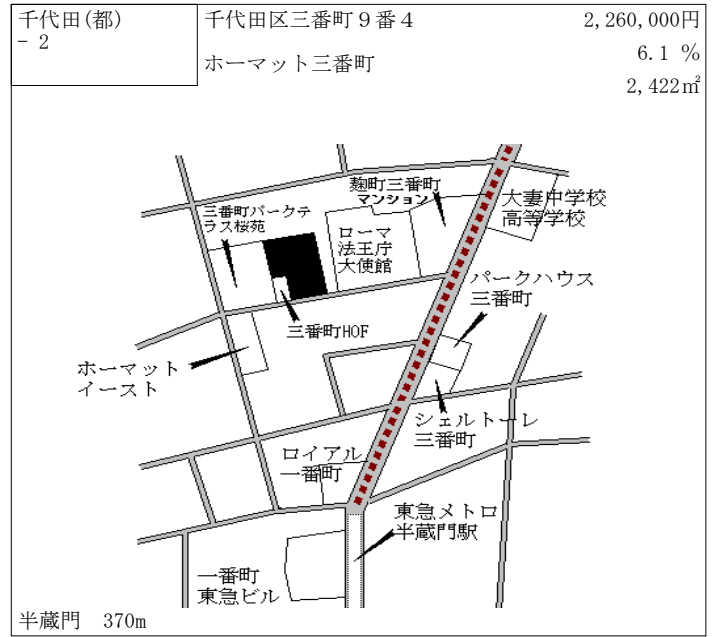 千代田(都)
- 2
千代田区三番町９番４
ホーマット三番町
2,260,000円
6.1 %
2,422㎡
麹町三番町
マンション
大妻中学校
高等学校
三番町パークテ
ラス桜苑
ローマ
法王庁
大使館
パークハウス
三番町
三番町HOF
ホーマット
イースト
シェルトーレ
三番町
ロイアル
一番町
東急メトロ
半蔵門駅
一番町
東急ビル
半蔵門　370m